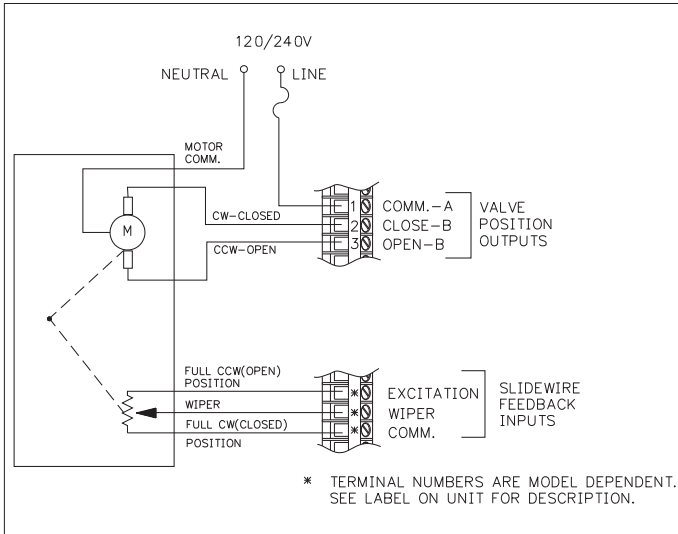 120/240V
NEUTRAL LINE
MOTOR
COMM.
CW-CLOSED
M
CCW-OPEN
1 COMM.-A
2 CLOSE-B
3 OPEN-B
VALVE
POSITION
OUTPUTS
FULL CCW(OPEN)
POSITION
WIPER
FULL CW(CLOSED)
POSITION
* EXCITATION
* WIPER
* COMM.
SLIDEWIRE
FEEDBACK
INPUTS
* TERMINAL NUMBERS ARE MODEL DEPENDENT.
SEE LABEL ON UNIT FOR DESCRIPTION.